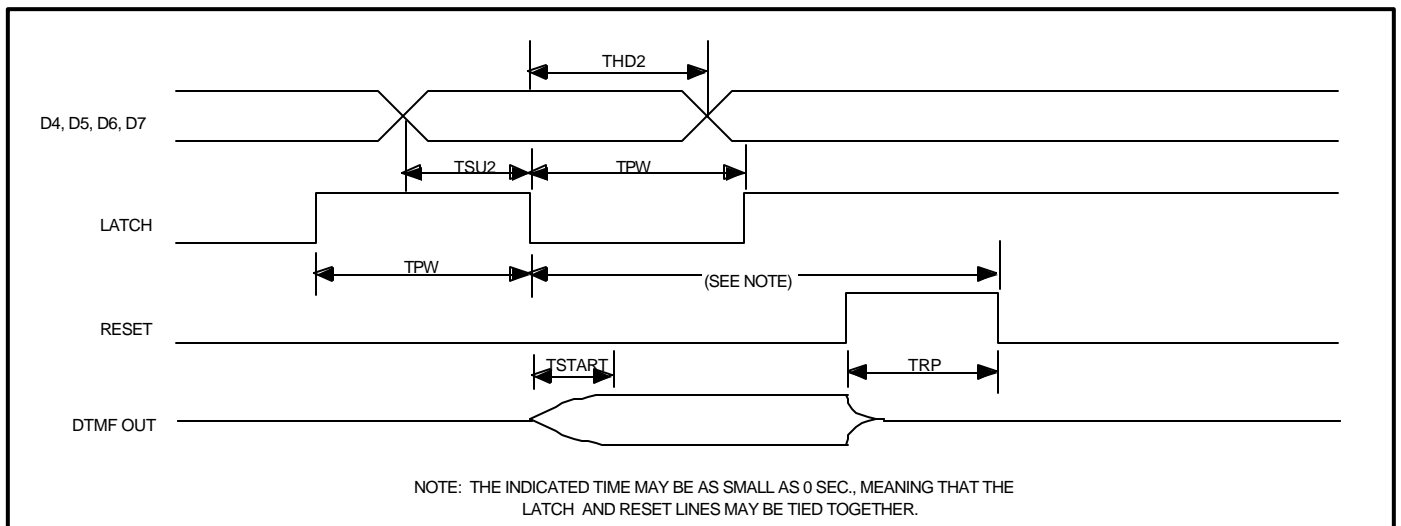 THD2
D4, D5, D6, D7
TSU2
TPW
LATCH
TPW
(SEE NOTE)
RESET
TSTART
TRP
DTMF OUT
NOTE: THE INDICATED TIME MAY BE AS SMALL AS 0 SEC., MEANING THAT THE
LATCH AND RESET LINES MAY BE TIED TOGETHER.